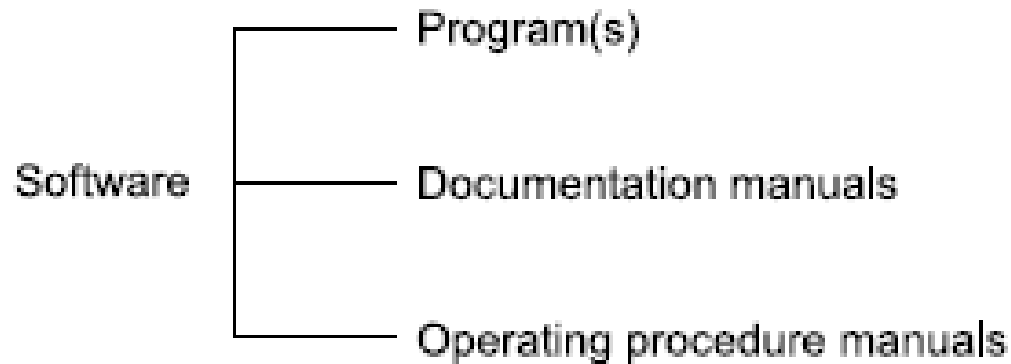 Program(s)
Software
Documentation manuals
Operating procedure manuals